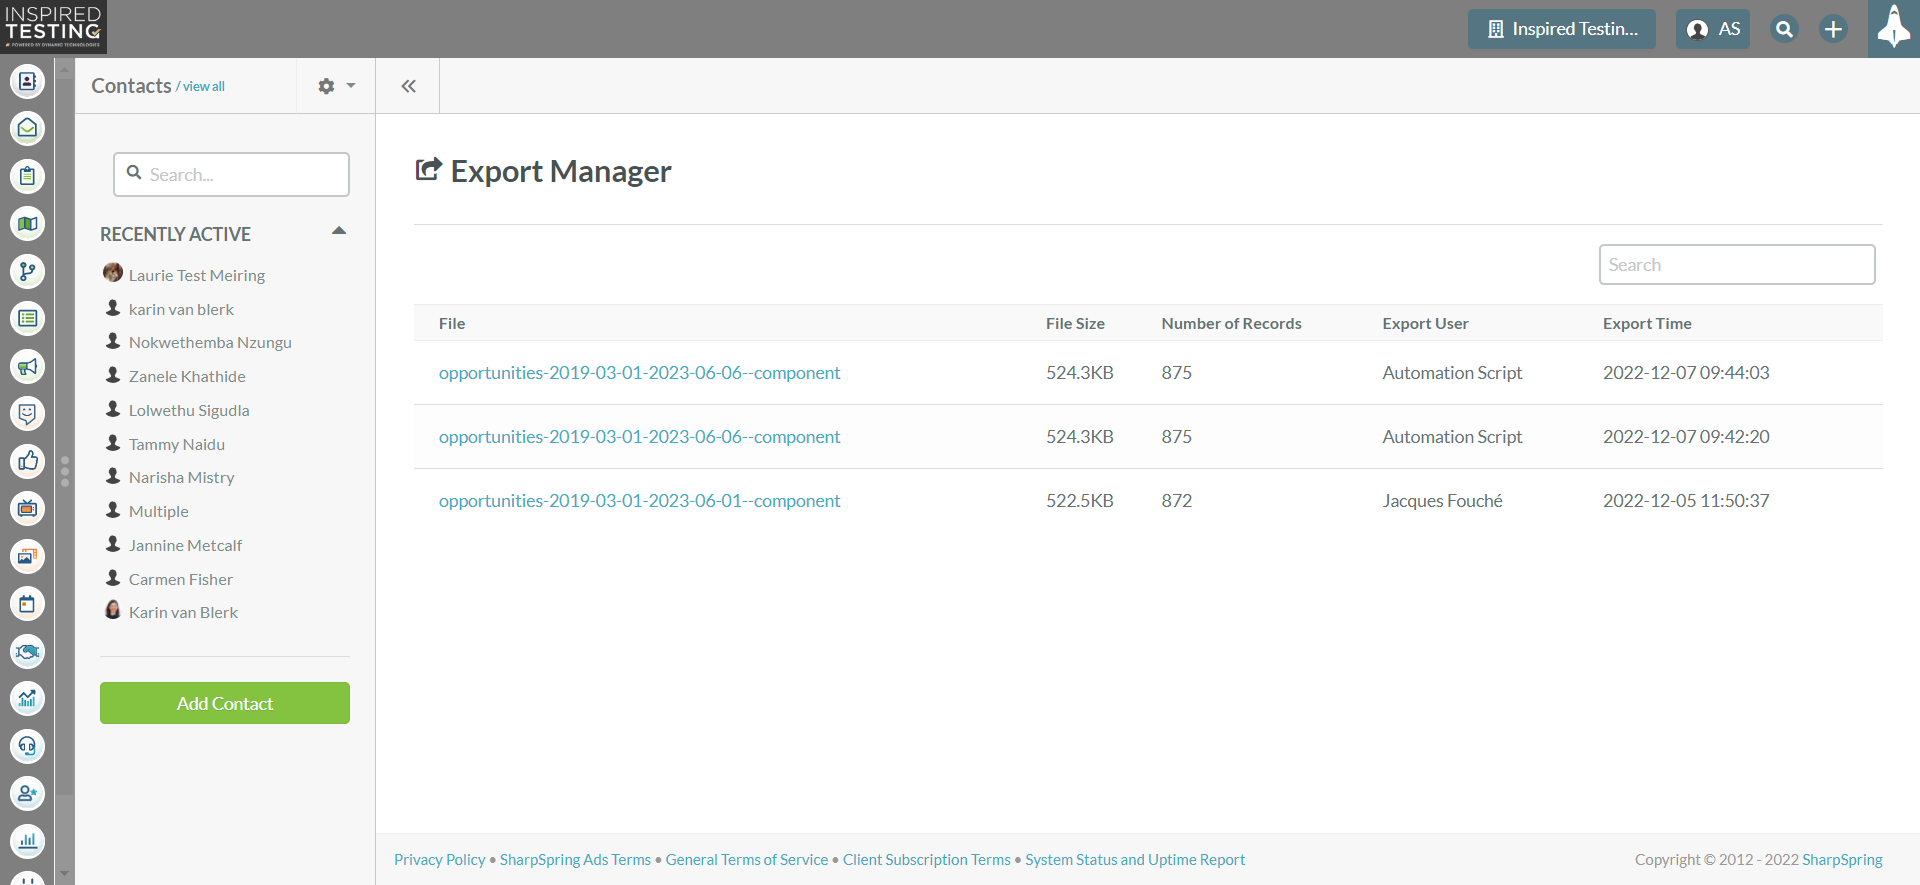 INSPIRED
TESTING
POWERED BY DYNAMIC TECHNOLOGIES
Inspired Testin...
AS
Contacts / view all
Search...
RECENTLY ACTIVE
Laurie Test Meiring
karin van blerk
Nokwethemba Nzungu
Zanele Khathide
Lolwethu Sigudla
Tammy Naidu
Narisha Mistry
Multiple
Jannine Metcalf
Carmen Fisher
Karin van Blerk
Add Contact
Export Manager
Search
File File Size Number of Records Export User Export Time
opportunities-2019-03-01-2023-06-06--component 524.3KB 875 Automation Script 2022-12-07 09:44:03
opportunities-2019-03-01-2023-06-06--component 524.3KB 875 Automation Script 2022-12-07 09:42:20
opportunities-2019-03-01-2023-06-01--component 522.5KB 872 Jacques Fouché 2022-12-05 11:50:37
Privacy Policy • SharpSpring Ads Terms • General Terms of Service • Client Subscription Terms • System Status and Uptime Report
Copyright © 2012 - 2022 SharpSpring